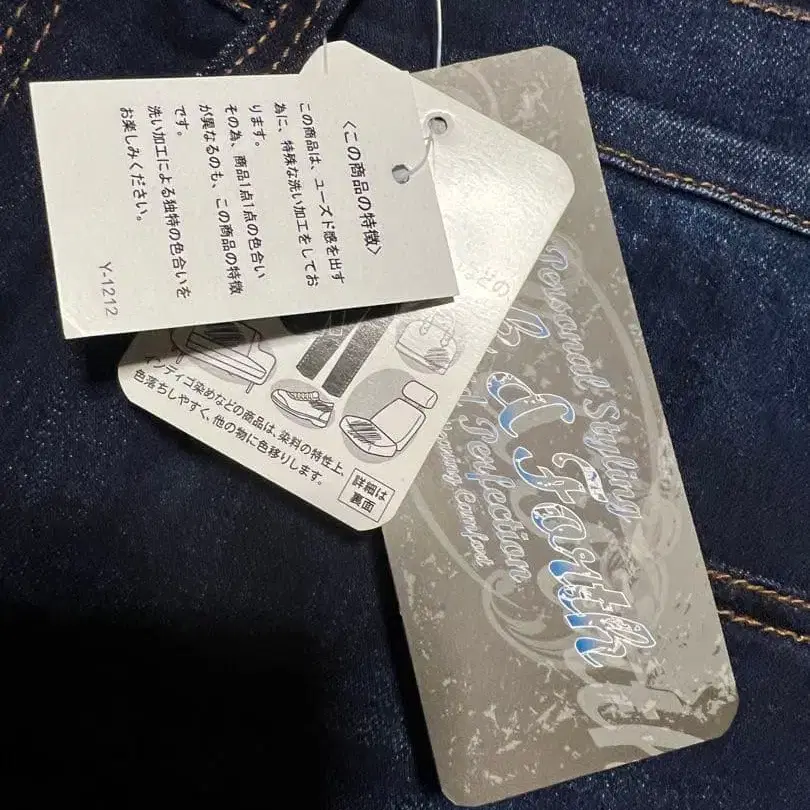 〈この商品の特徴〉
この商品は、ユーズド感を出す
為に、特殊な洗い加工をしてお
ります。
その為、商品1点1点の色合い
が異なるのも、この商品の特徴
です。
洗い加工による独特の色合いを
お楽しみください。
Y-1212
などの
インディゴ染めなどの商品は、染料の特性上、
色落ちしやすく、他の物に色移りします。
詳細は
裏面
Personail Styling
Perfection
Comfort